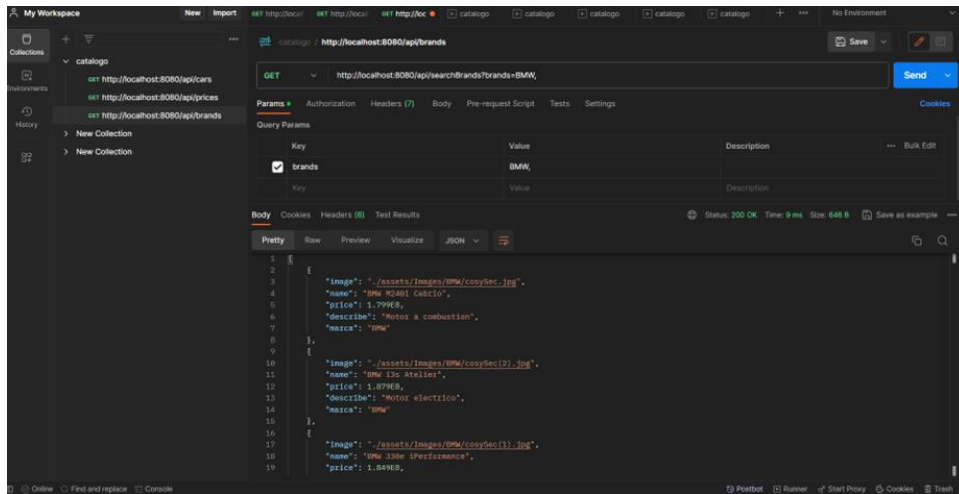 My Workspace New Import GET http://local GET http://local GET http://loc catalogo catalogo catalogo catalogo catalogo + ••• No Environment
Collections
Environments
History
catalogo
GET http://localhost:8080/api/cars
GET http://localhost:8080/api/prices
GET http://localhost:8080/api/brands
New Collection
New Collection
catalogo / http://localhost:8080/api/brands Save
GET http://localhost:8080/api/searchBrands?brands=BMW, Send
Params Authorization Headers (7) Body Pre-request Script Tests Settings Cookies
Query Params
Key Value Description ••• Bulk Edit
brands BMW,
Key Value Description
Body Cookies Headers (8) Test Results Status: 200 OK Time: 9 ms Size: 646 B Save as example •••
Pretty Raw Preview Visualize JSON
1 [
2 {
3 "image": "./assets/Images/BMW/cosySec.jpg",
4 "name": "BMW M240i Cabrio",
5 "price": 1.799E8,
6 "describe": "Motor a combustion",
7 "marca": "BMW"
8 },
9 {
10 "image": "./assets/Images/BMW/cosySec(2).jpg",
11 "name": "BMW i3s Atelier",
12 "price": 1.879E8,
13 "describe": "Motor electrico",
14 "marca": "BMW"
15 },
16 {
17 "image": "./assets/Images/BMW/cosySec(1).jpg",
18 "name": "BMW 330e iPerformance",
19 "price": 1.849E8,
Online Find and replace Console Postbot Runner Start Proxy Cookies Trash